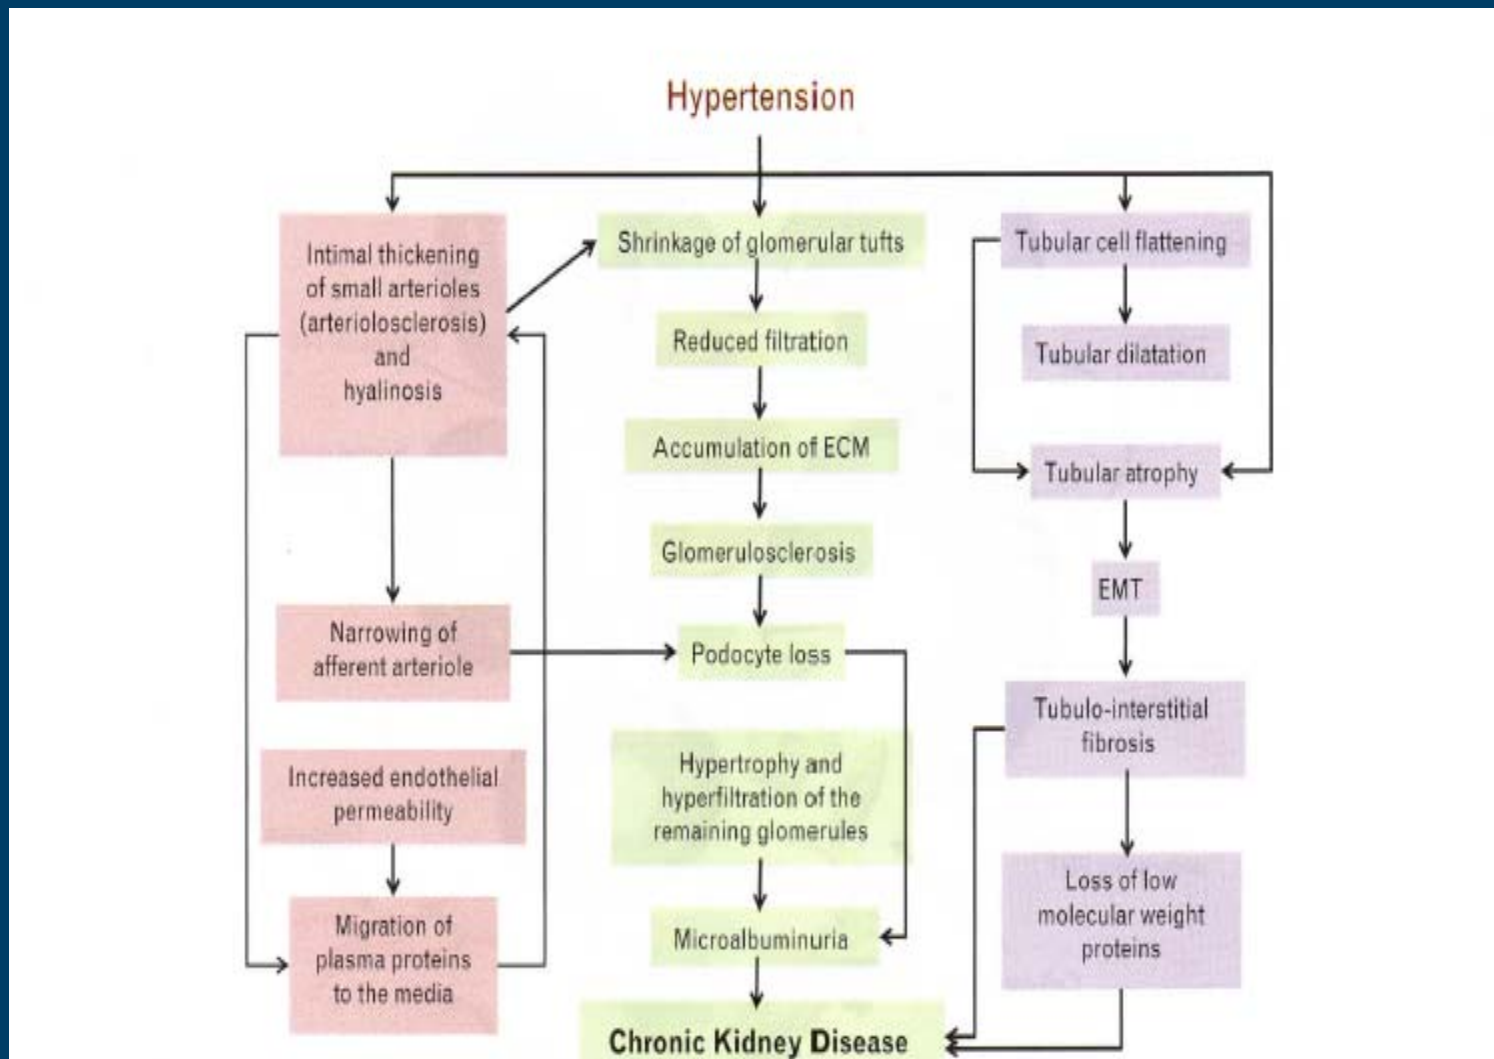 Hypertension
Intimal thickening
of small arterioles
(arteriolosclerosis)
and
hyalinosis
Narrowing of
afferent arteriole
Increased endothelial
permeability
Migration of
plasma proteins
to the media
Shrinkage of glomerular tufts
Reduced filtration
Accumulation of ECM
Glomerulosclerosis
Podocyte loss
Hypertrophy and
hyperfiltration of the
remaining glomerules
Microalbuminuria
Chronic Kidney Disease
Tubular cell flattening
Tubular dilatation
Tubular atrophy
EMT
Tubulo-interstitial
fibrosis
Loss of low
molecular weight
proteins